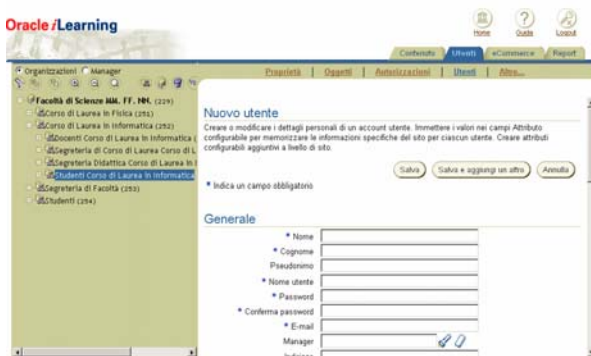 Oracle iLearning
Home Guida Logout
Contenuto Utenti eCommerce Report
Organizzazioni Manager
Proprietà | Oggetti | Autorizzazioni | Utenti | Altro...
Facoltà di Scienze MM. FF. NN. (229)
Corso di Laurea in Fisica (251)
Corso di Laurea in Informatica (252)
Docenti Corso di Laurea in Informatica (
Segreteria di Corso di Laurea Corso di L
Segreteria Didattica Corso di Laurea in I
Studenti Corso di Laurea in Informatica
Segreteria di Facoltà (253)
Studenti (254)
Nuovo utente
Creare o modificare i dettagli personali di un account utente. Immettere i valori nei campi Attributo
configurabile per memorizzare le informazioni specifiche del sito per ciascun utente. Creare attributi
configurabili aggiuntivi a livello di sito.
Salva Salva e aggiungi un altro Annulla
* Indica un campo obbligatorio
Generale
* Nome
* Cognome
Pseudonimo
* Nome utente
* Password
* Conferma password
* E-mail
Manager